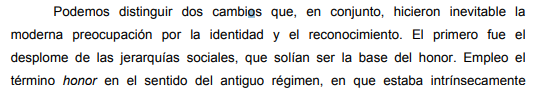 Podemos distinguir dos cambios que, en conjunto, hicieron inevitable la
moderna preocupación por la identidad y el reconocimiento. El primero fue el
desplome de las jerarquías sociales, que solían ser la base del honor. Empleo el
término honor en el sentido del antiguo régimen, en que estaba intrínsecamente